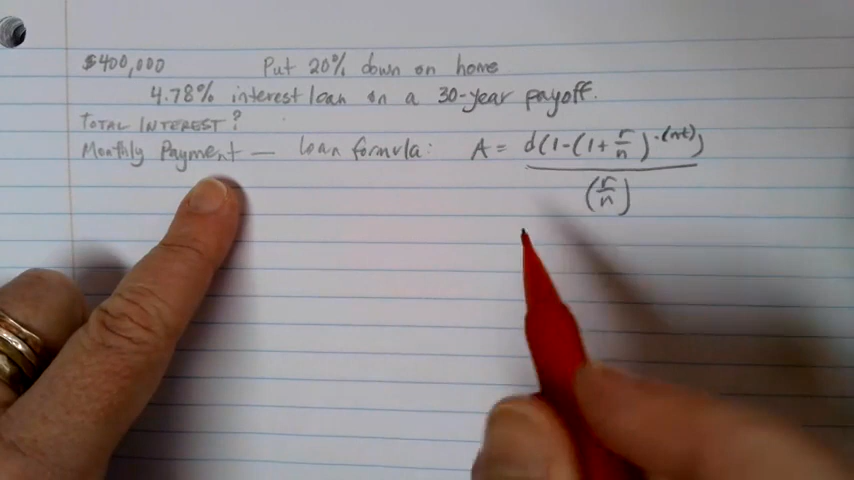 $400,000 Put 20% down on home
4.78% interest loan on a 30-year payoff.
TOTAL INTEREST?
Monthly Payment — loan formula: A = d(1-(1+r/n)^-(nt)) / (r/n)